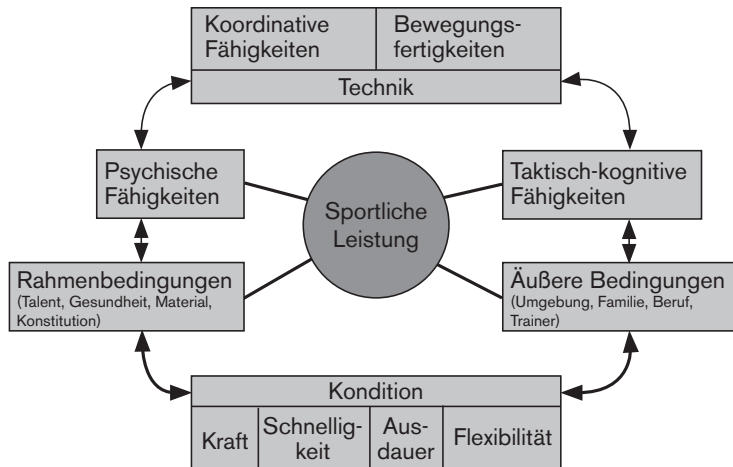 Koordinative
Fähigkeiten
Bewegungs-
fertigkeiten
Technik
Psychische
Fähigkeiten
Sportliche
Leistung
Taktisch-kognitive
Fähigkeiten
Rahmenbedingungen
(Talent, Gesundheit, Material,
Konstitution)
Äußere Bedingungen
(Umgebung, Familie, Beruf,
Trainer)
Kondition
Kraft
Schnellig-
keit
Aus-
dauer
Flexibilität